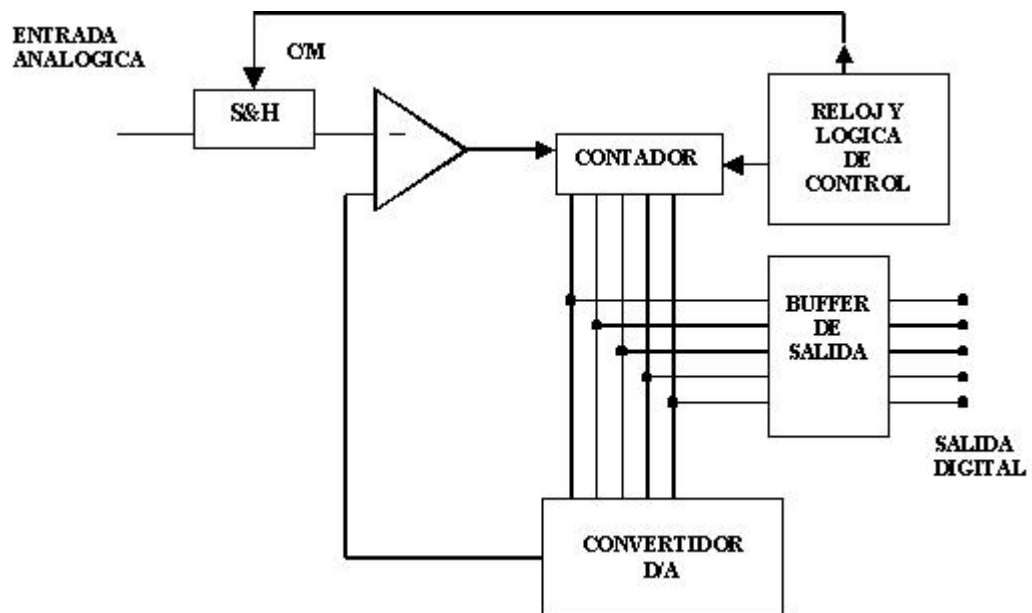 ENTRADA
ANALOGICA
C/M
S&H
−
CONTADOR
RELOJ Y
LOGICA
DE
CONTROL
BUFFER
DE
SALIDA
SALIDA
DIGITAL
CONVERTIDOR
D/A